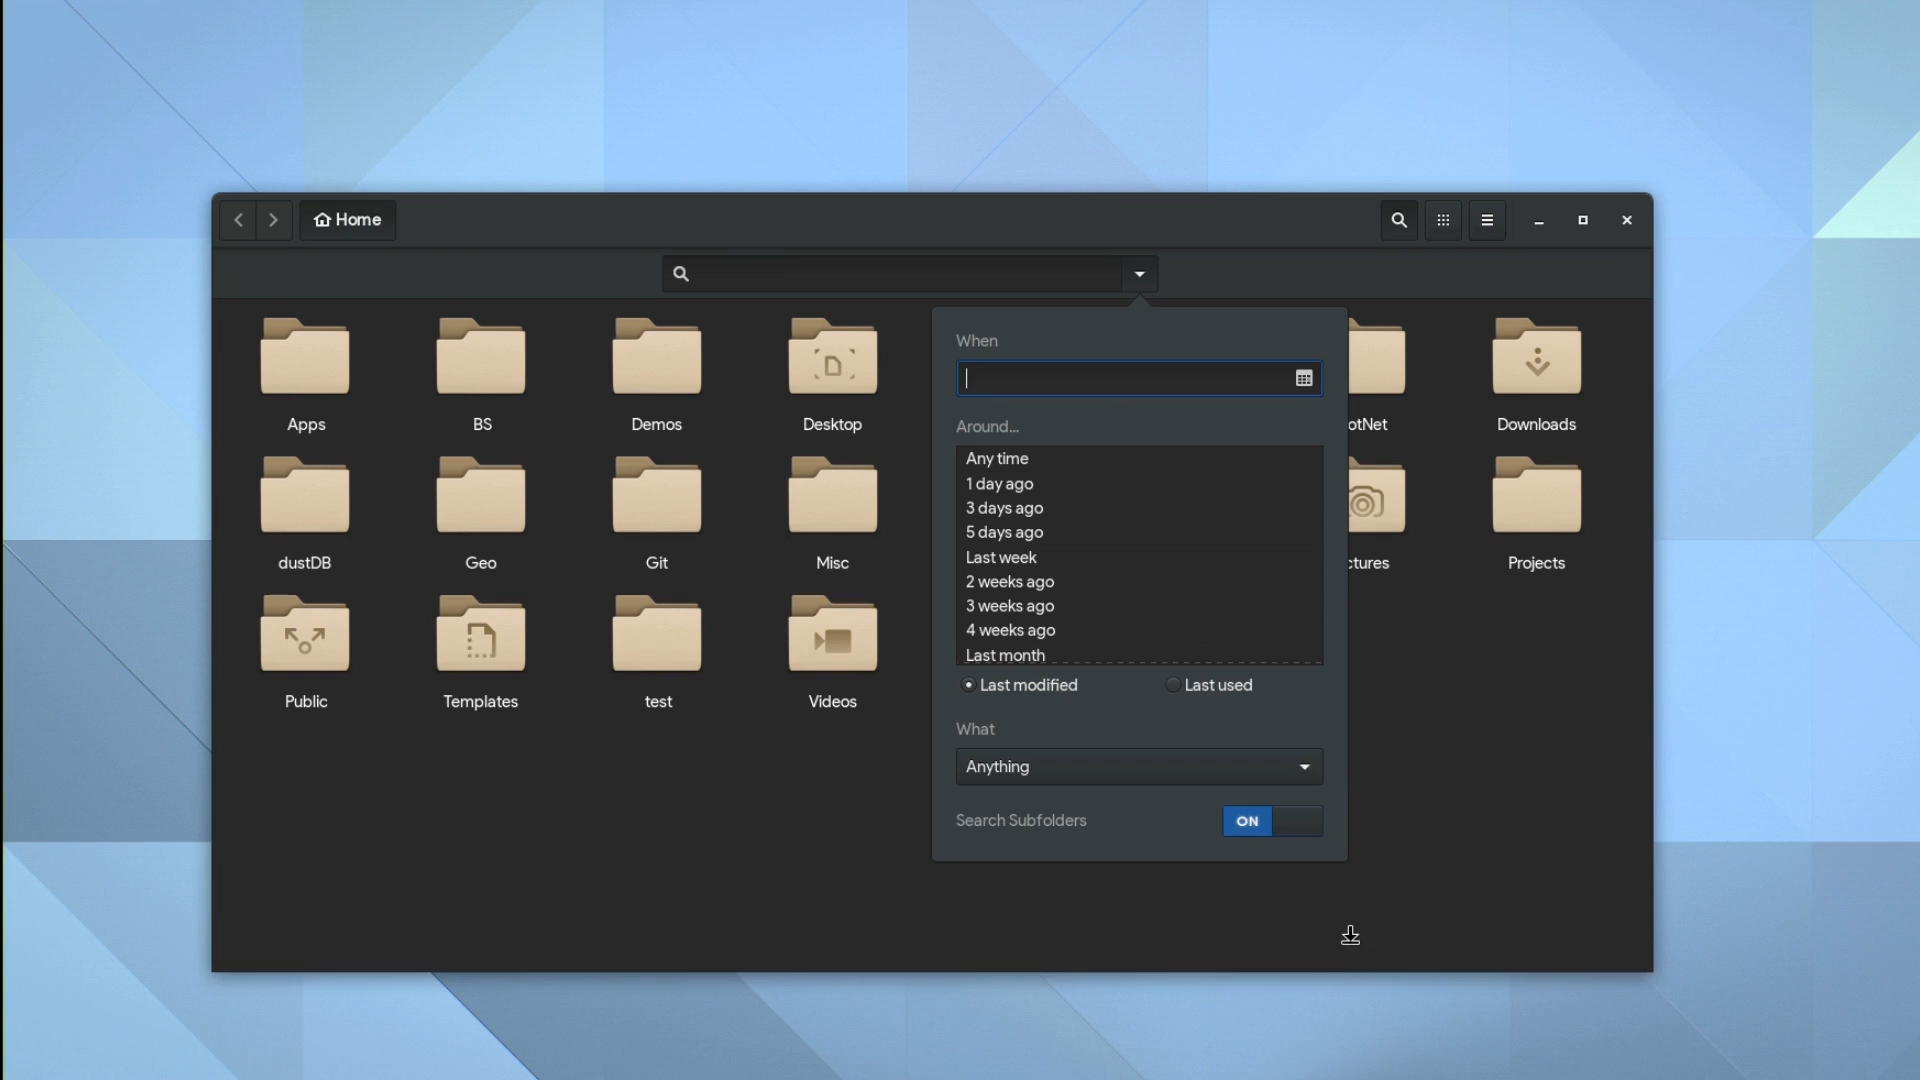 Home
When
Around...
Any time
1 day ago
3 days ago
5 days ago
Last week
2 weeks ago
3 weeks ago
4 weeks ago
Last month
Last modified
Last used
What
Anything
Search Subfolders
ON
Apps
BS
Demos
Desktop
otNet
Downloads
dustDB
Geo
Git
Misc
ctures
Projects
Public
Templates
test
Videos